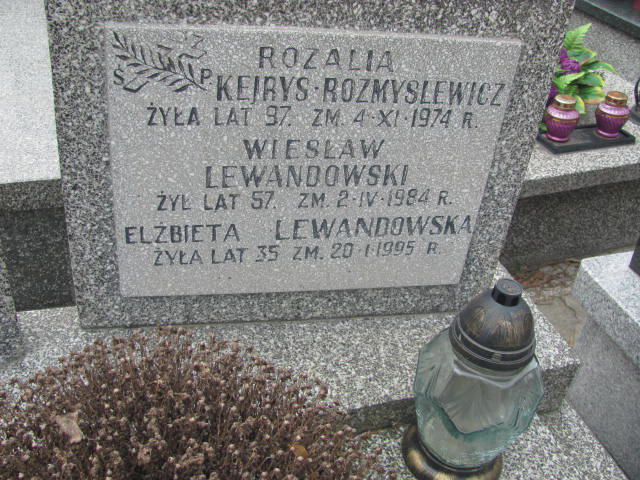 Ś P
ROZALIA
KEJRYS-ROZMYSLEWICZ
ŻYŁA LAT 97. ZM. 4-XI-1974 R.
WIESŁAW
LEWANDOWSKI
ŻYŁ LAT 57. ZM. 2-IV-1984 R.
ELŻBIETA LEWANDOWSKA
ŻYŁA LAT 35 ZM. 20-I-1995 R.